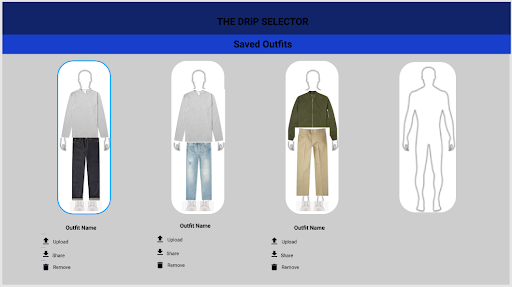 THE DRiP SELECTOR
Saved Outfits
Outfit Name
Upload
Share
Remove
Outfit Name
Upload
Share
Remove
Outfit Name
Upload
Share
Remove